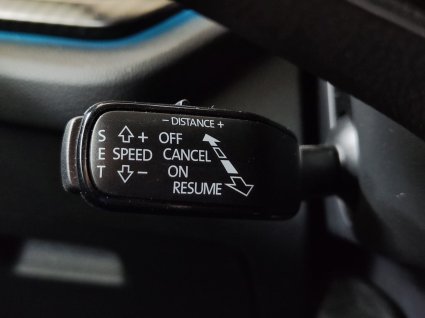 - DISTANCE +
S + OFF
E SPEED CANCEL
T - ON
RESUME